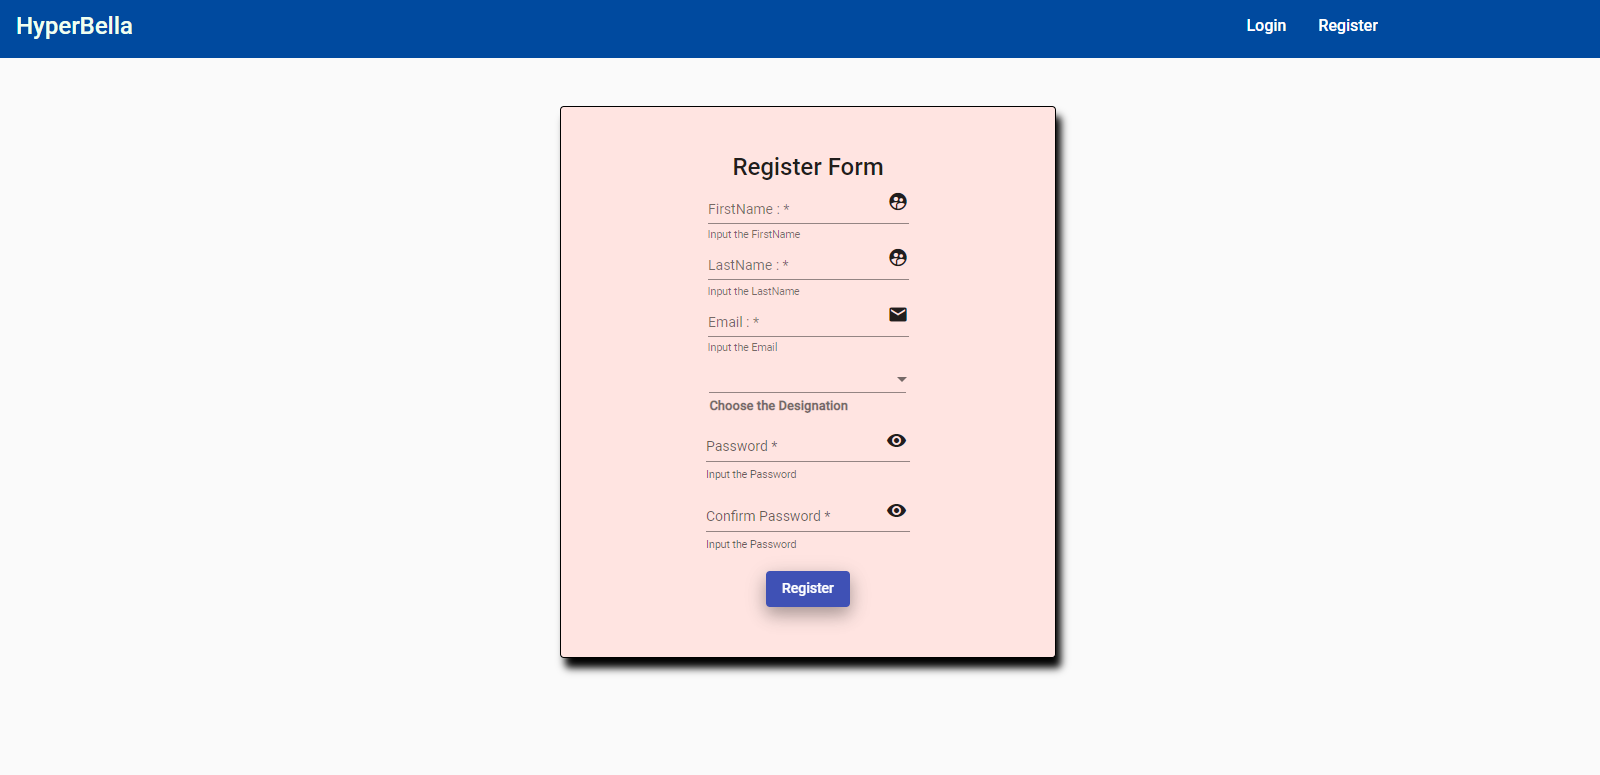 HyperBella
Login Register
Register Form
FirstName : *
Input the FirstName
LastName : *
Input the LastName
Email : *
Input the Email
Choose the Designation
Password *
Input the Password
Confirm Password *
Input the Password
Register